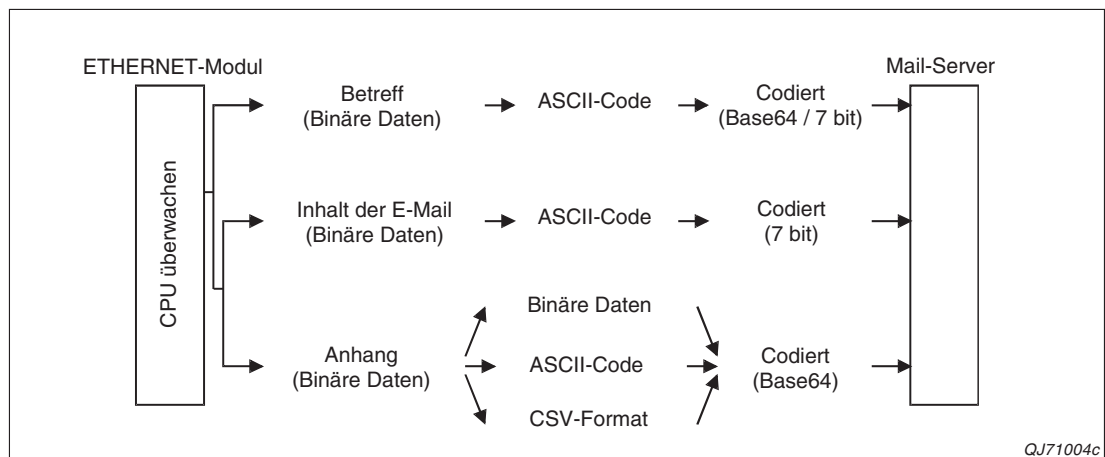 ETHERNET-Modul
Mail-Server
CPU überwachen
Betreff
(Binäre Daten)
ASCII-Code
Codiert
(Base64 / 7 bit)
Inhalt der E-Mail
(Binäre Daten)
ASCII-Code
Codiert
(7 bit)
Anhang
(Binäre Daten)
Binäre Daten
ASCII-Code
CSV-Format
Codiert
(Base64)
QJ71004c